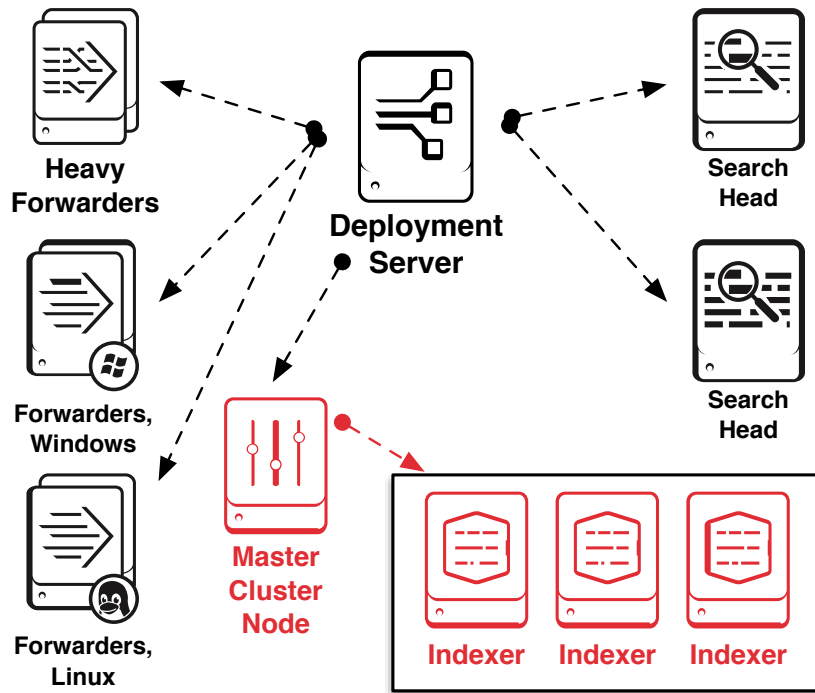 Heavy
Forwarders
Deployment
Server
Search
Head
Forwarders,
Windows
Search
Head
Master
Cluster
Node
Forwarders,
Linux
Indexer
Indexer
Indexer